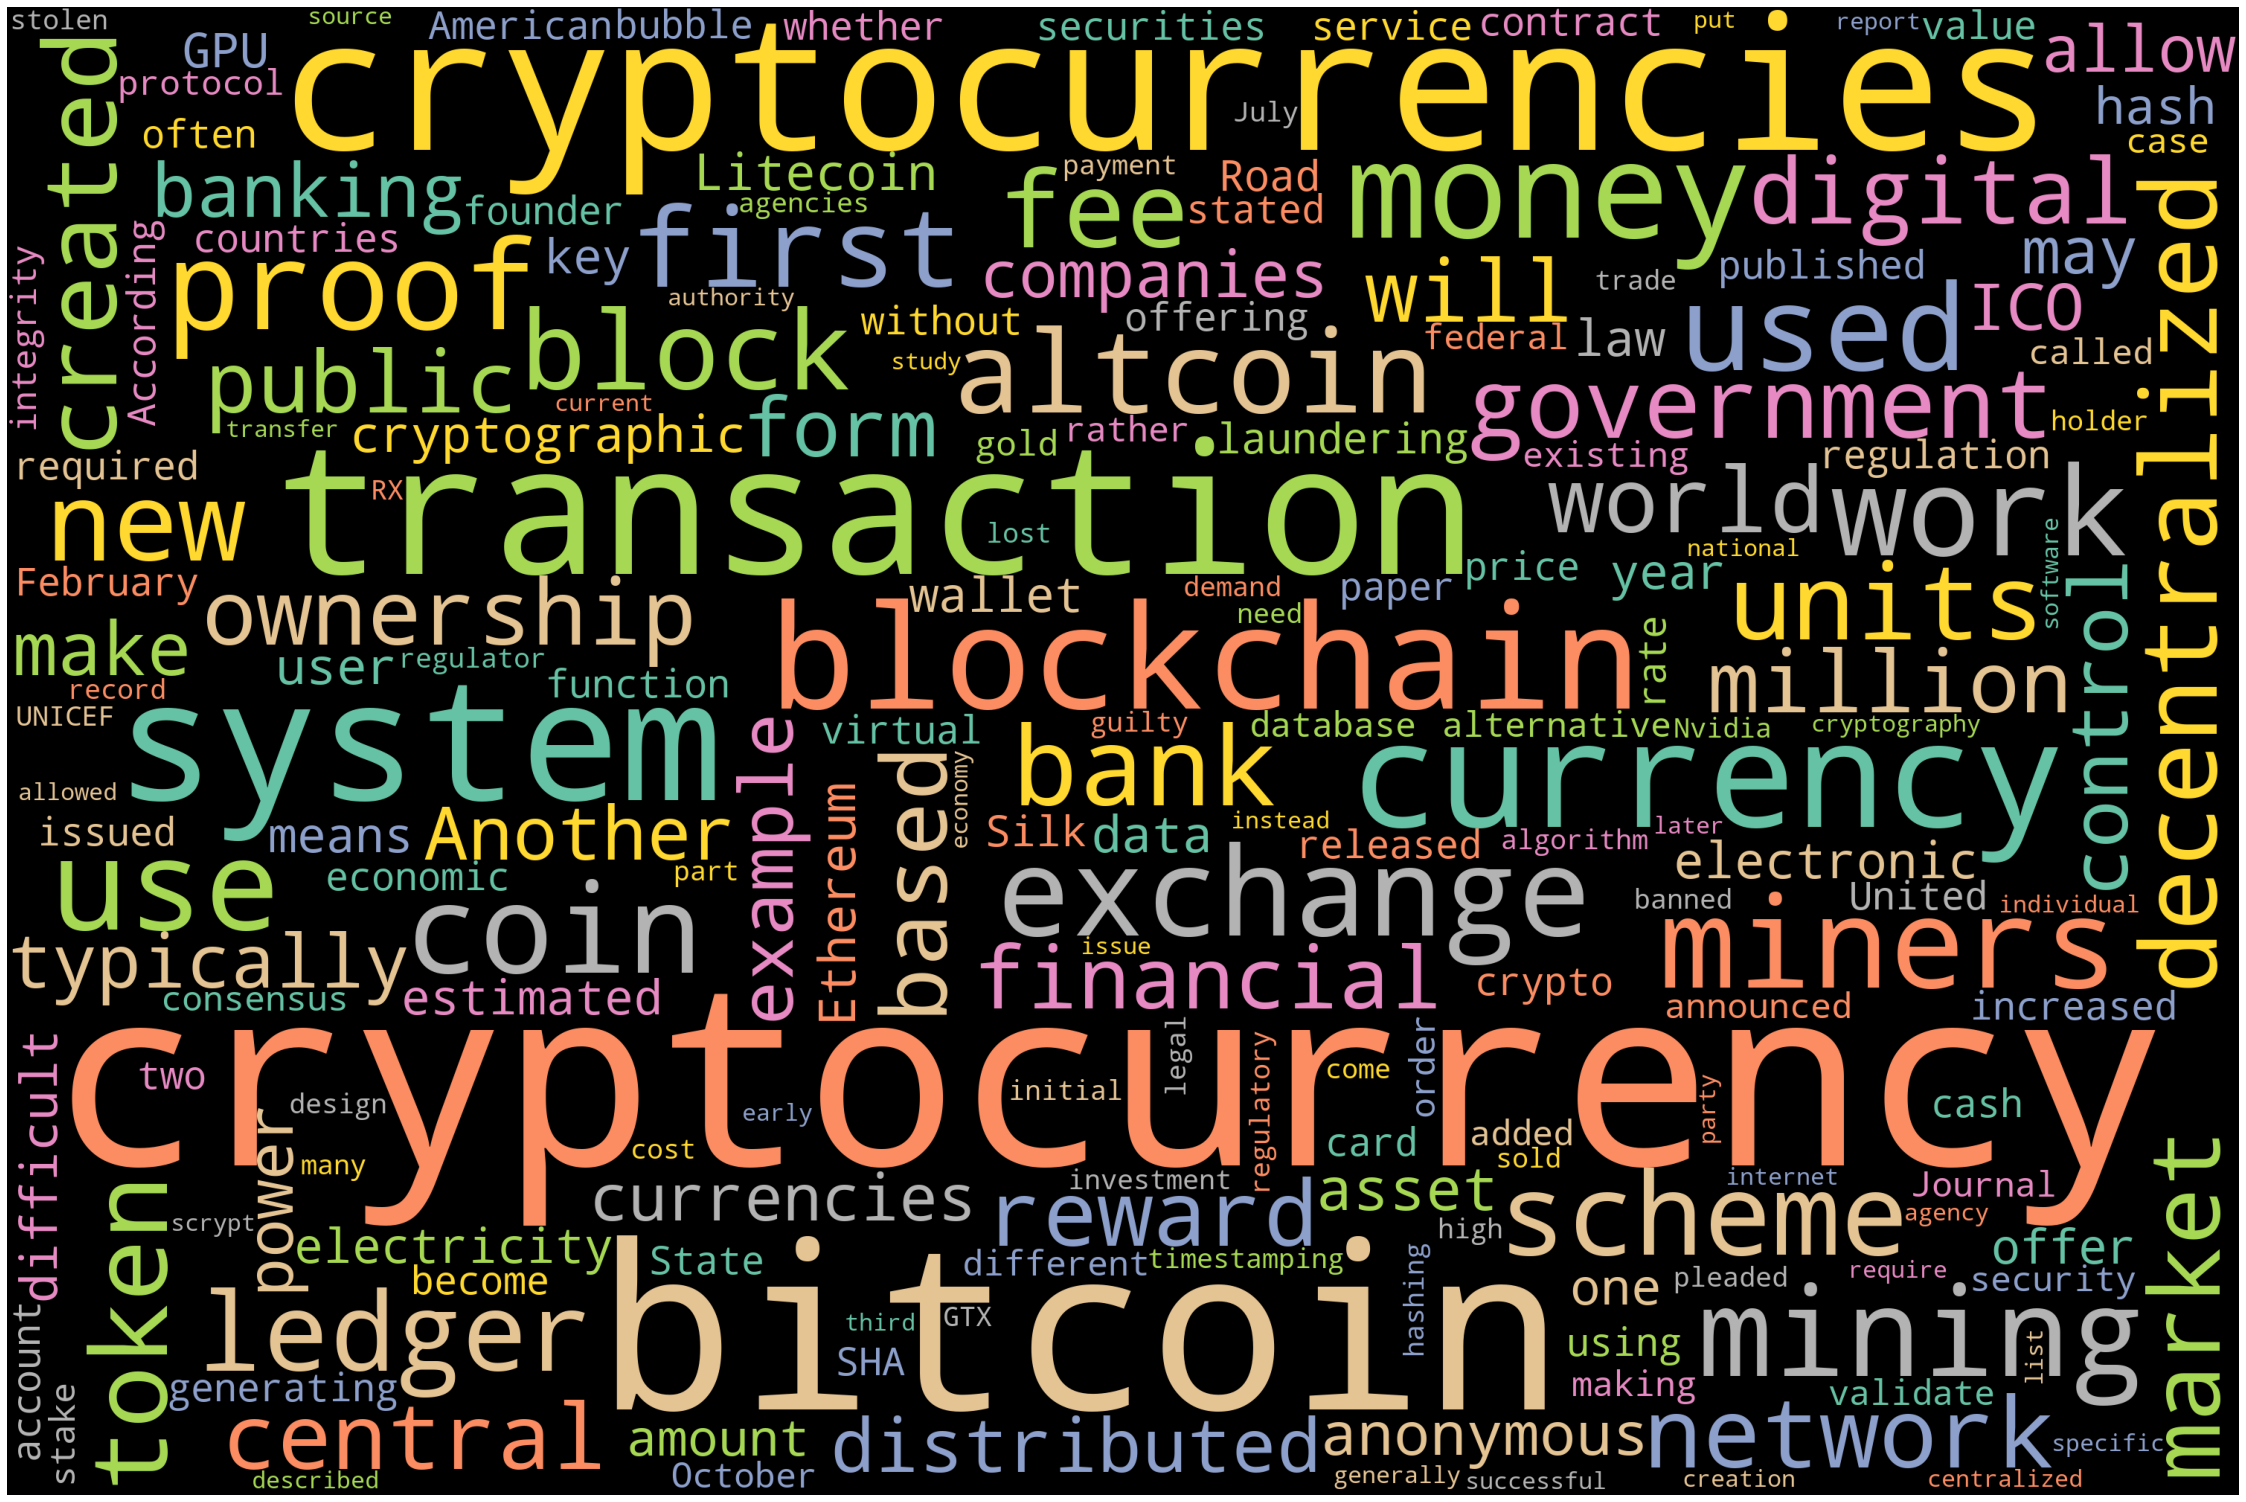 stolen
source
American
bubble
whether
securities
service
contract
put
report
value
GPU
protocol
cryptocurrencies
allow
created
often
July
hash
case
banking
Litecoin
payment
Road
money
digital
decentralized
founder
agencies
fee
stated
first
countries
proof
key
companies
will
trade
published
may
integrity
According
authority
offering
used
ICO
block
without
federal
law
called
public
study
altcoin
government
current
transfer
cryptographic
form
gold
rather
laundering
existing
holder
required
RX
transaction
regulation
new
lost
world
work
February
demand
paper
price
year
national
software
ownership
wallet
need
units
control
make
blockchain
rate
million
user
regulator
function
record
UNICEF
system
example
virtual
guilty
database
alternative
Nvidia
cryptography
bank
currency
allowed
based
economy
issued
means
Another
Ethereum
Silk
data
instead
released
algorithm
later
use
economic
part
electronic
coin
exchange
banned
United
individual
typically
financial
issue
miners
consensus
estimated
crypto
announced
increased
difficult
cryptocurrency
two
legal
regulatory
come
order
design
initial
party
cash
power
early
many
cost
card
added
sold
token
investment
internet
Journal
market
scrypt
currencies
reward
asset
high
scheme
agency
electricity
State
different
timestamping
offer
become
bitcoin
hashing
one
pleaded
require
security
account
ledger
third
GTX
using
mining
list
SHA
stake
generating
making
validate
central
amount
distributed
anonymous
network
specific
described
October
generally
successful
creation
centralized